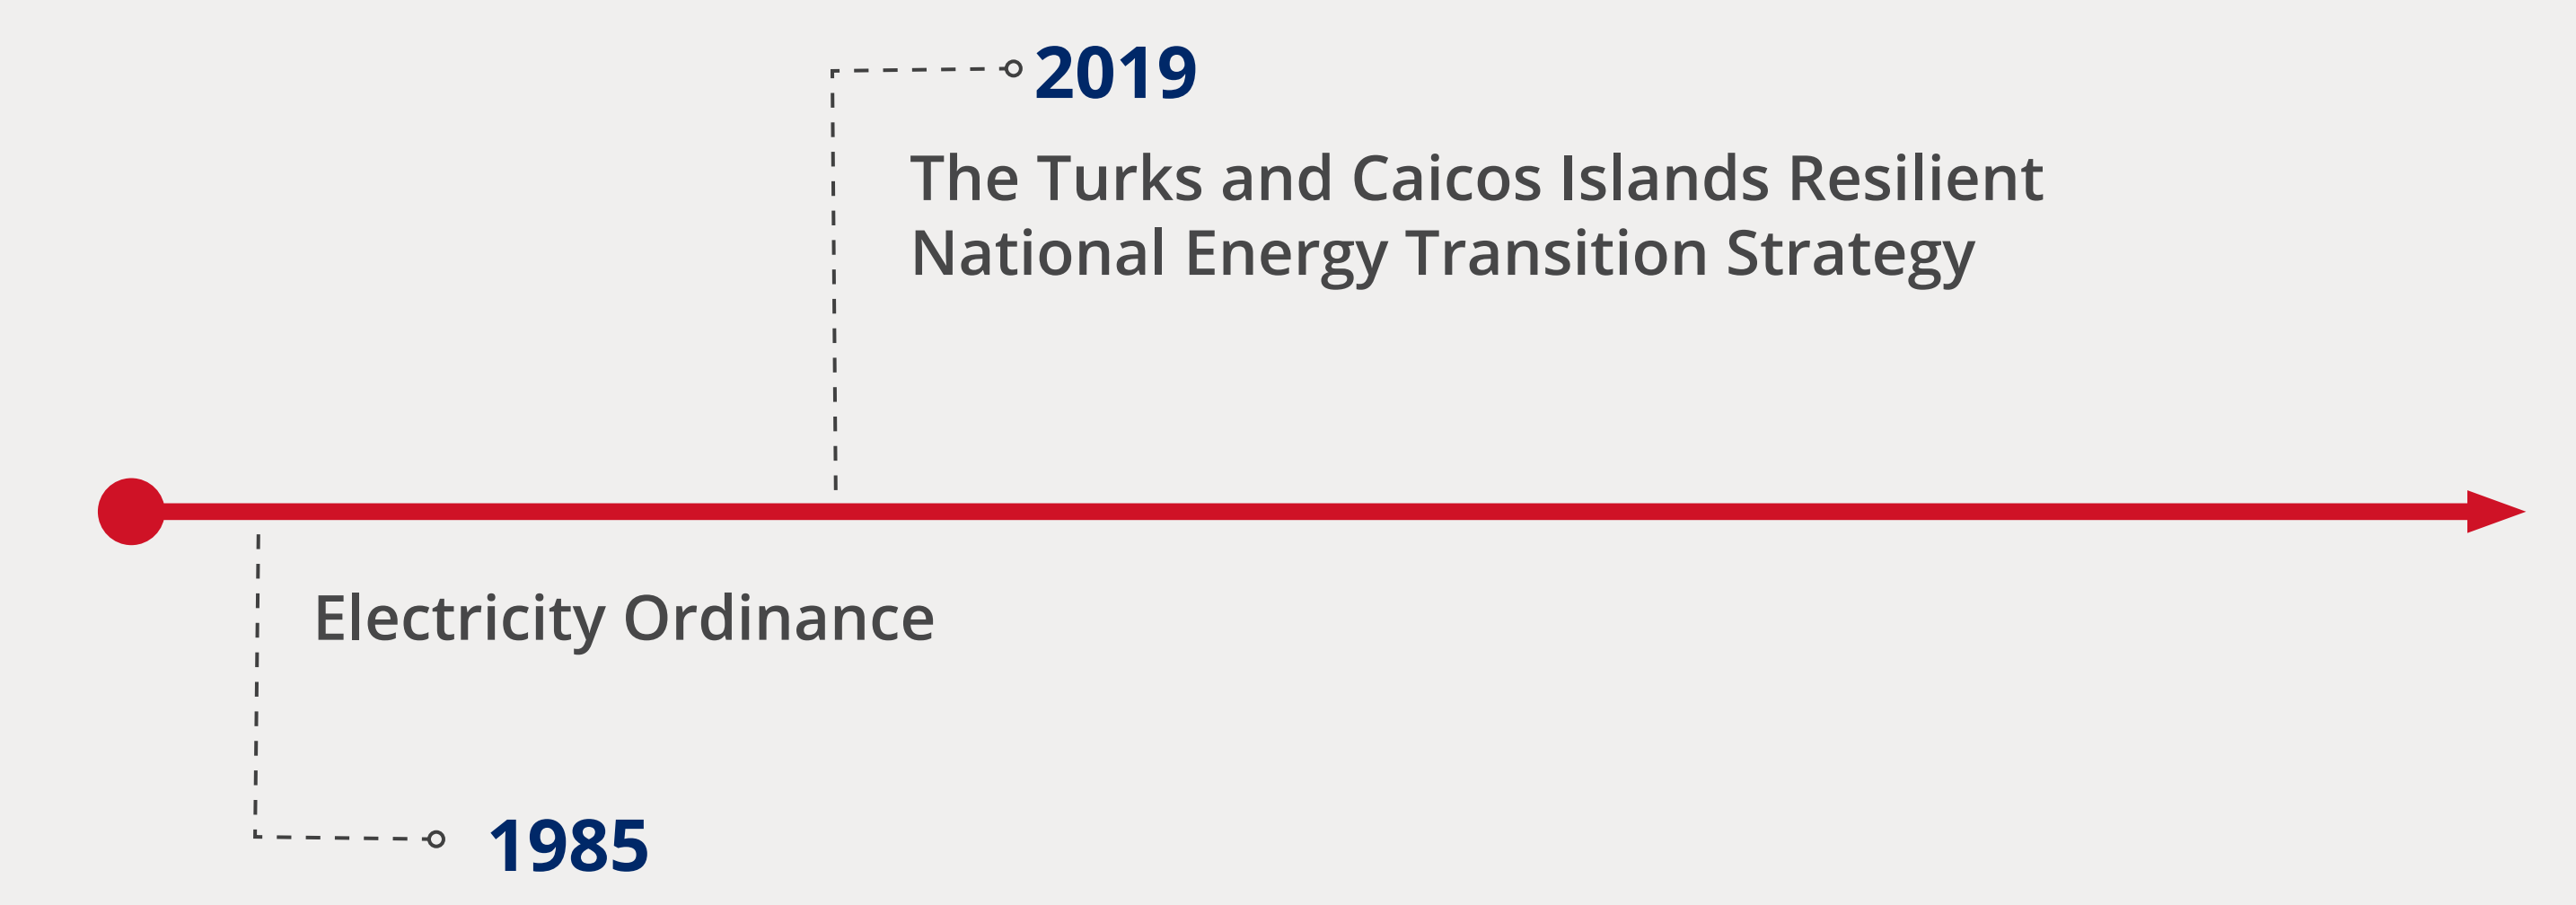 2019
The Turks and Caicos Islands Resilient
National Energy Transition Strategy
Electricity Ordinance
1985